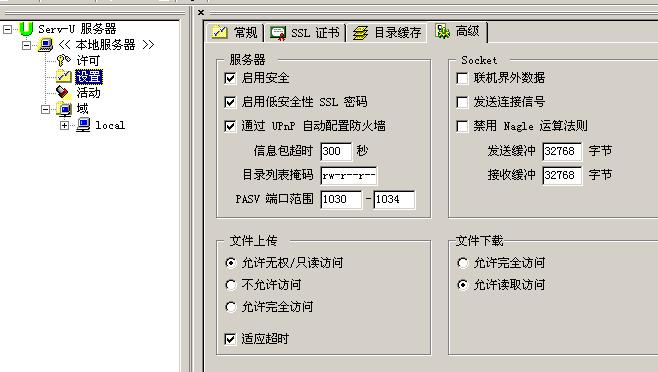 Serv-U 服务器
<< 本地服务器 >>
许可
设置
活动
域
local
常规 SSL 证书 目录缓存 高级
服务器
启用安全
启用低安全性 SSL 密码
通过 UPnP 自动配置防火墙
信息包超时 300 秒
目录列表掩码 rw-r--r--
PASV 端口范围 1030 - 1034
Socket
联机界外数据
发送连接信号
禁用 Nagle 运算法则
发送缓冲 32768 字节
接收缓冲 32768 字节
文件上传
允许无权/只读访问
不允许访问
允许完全访问
适应超时
文件下载
允许完全访问
允许读取访问